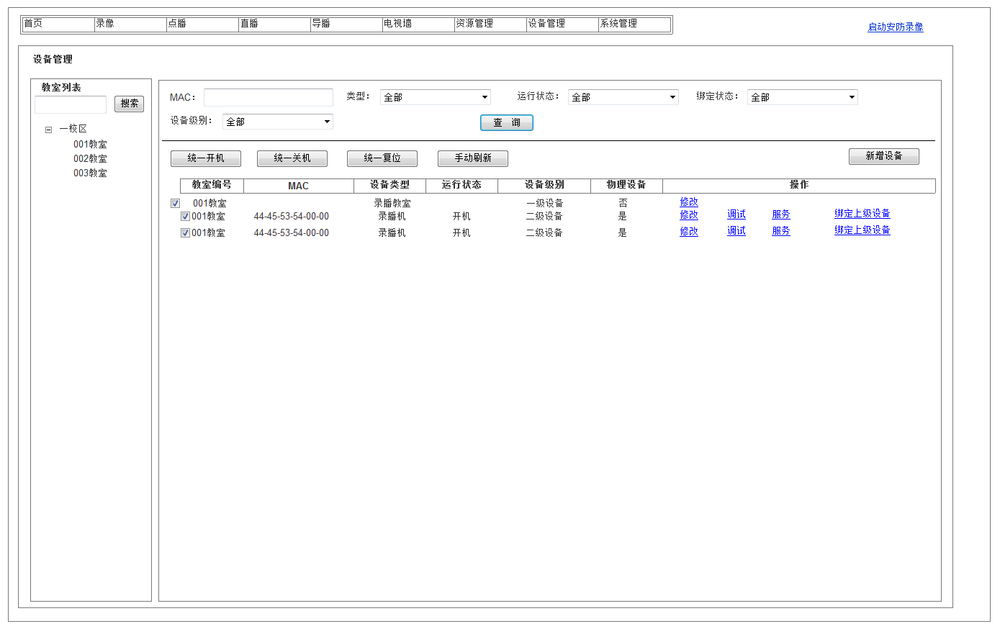 首页 录像 点播 直播 导播 电视墙 资源管理 设备管理 系统管理
启动安防录像
设备管理
教室列表
搜索
一校区
001教室
002教室
003教室
MAC： 类型： 全部 运行状态： 全部 绑定状态： 全部
设备级别： 全部 查 询
统一开机 统一关机 统一复位 手动刷新 新增设备
教室编号 MAC 设备类型 运行状态 设备级别 物理设备 操作
001教室 录播教室 一级设备 否 修改
001教室 44-45-53-54-00-00 录播机 开机 二级设备 是 修改 调试 服务 绑定上级设备
001教室 44-45-53-54-00-00 录播机 开机 二级设备 是 修改 调试 服务 绑定上级设备